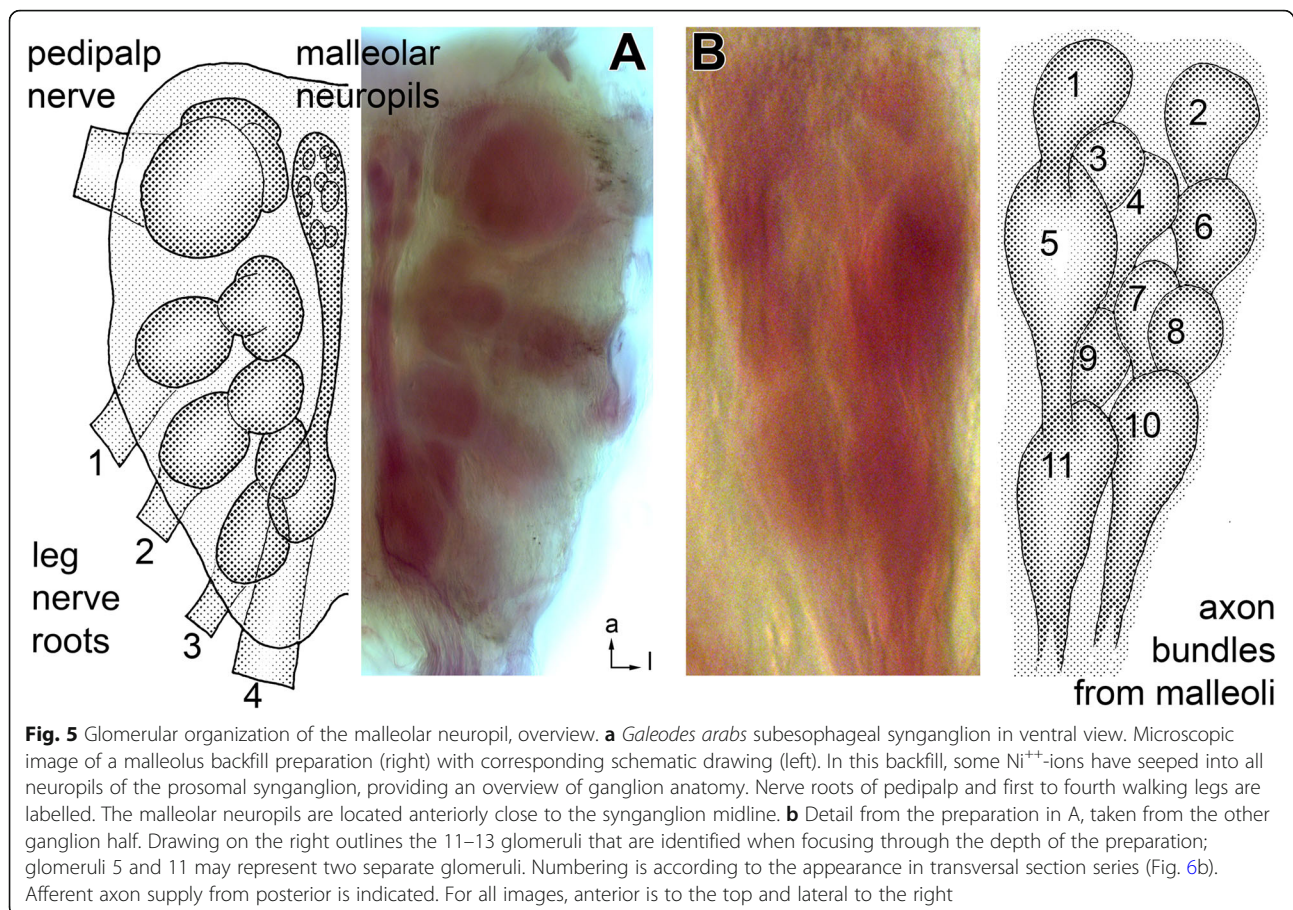 pedipalp
nerve
malleolar
neuropils
A
B
1
2
3
4
leg
nerve
roots
a
l
1
2
3
4
5
6
7
8
9
10
11
axon
bundles
from malleoli
Fig. 5 Glomerular organization of the malleolar neuropil, overview. a Galeodes arabs subesophageal synganglion in ventral view. Microscopic
image of a malleolus backfill preparation (right) with corresponding schematic drawing (left). In this backfill, some Ni⁺⁺-ions have seeped into all
neuropils of the prosomal synganglion, providing an overview of ganglion anatomy. Nerve roots of pedipalp and first to fourth walking legs are
labelled. The malleolar neuropils are located anteriorly close to the synganglion midline. b Detail from the preparation in A, taken from the other
ganglion half. Drawing on the right outlines the 11–13 glomeruli that are identified when focusing through the depth of the preparation;
glomeruli 5 and 11 may represent two separate glomeruli. Numbering is according to the appearance in transversal section series (Fig. 6b).
Afferent axon supply from posterior is indicated. For all images, anterior is to the top and lateral to the right